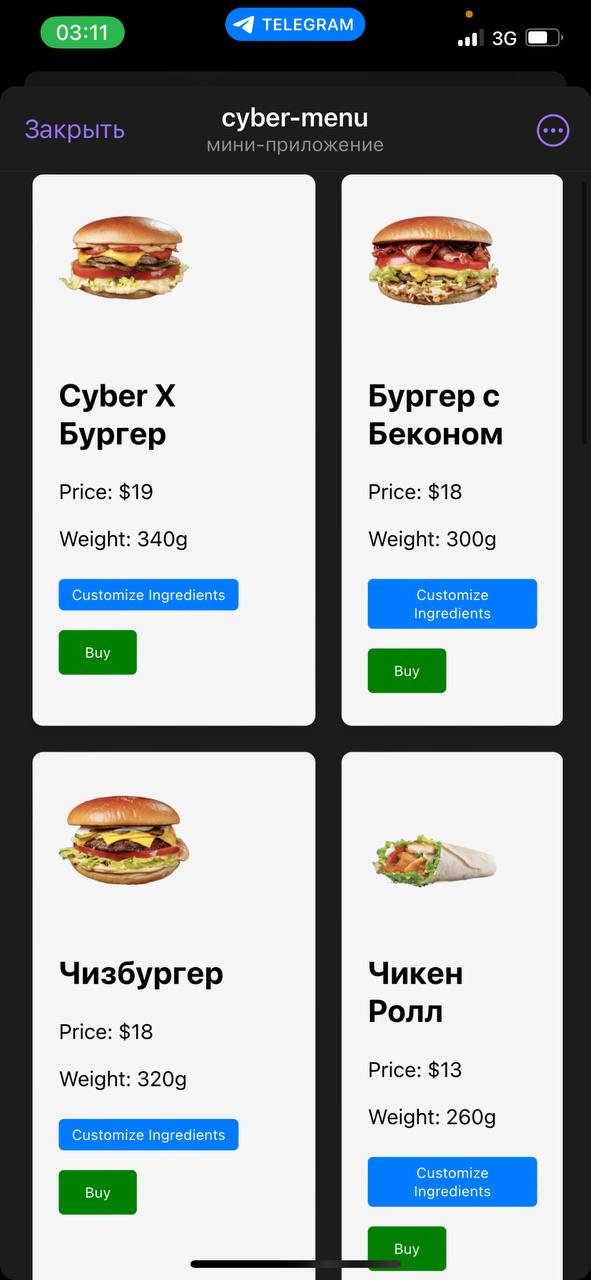 03:11
TELEGRAM
3G
Закрыть
cyber-menu
мини-приложение
Cyber X
Бургер
Price: $19
Weight: 340g
Customize Ingredients
Buy
Бургер с
Беконом
Price: $18
Weight: 300g
Customize
Ingredients
Buy
Чизбургер
Price: $18
Weight: 320g
Customize Ingredients
Buy
Чикен
Ролл
Price: $13
Weight: 260g
Customize
Ingredients
Buy